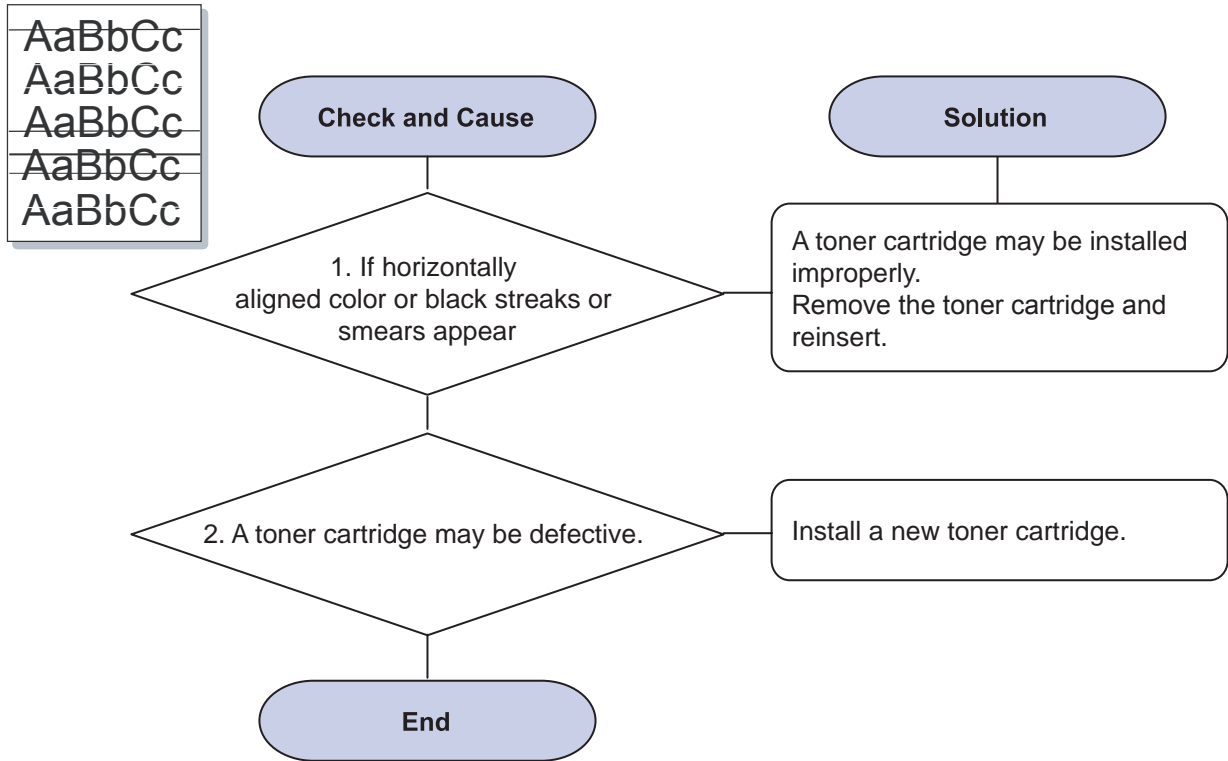 AaBbCc
AaBbCc
AaBbCc
AaBbCc
AaBbCc
Check and Cause
Solution
1. If horizontally
aligned color or black streaks or
smears appear
A toner cartridge may be installed
improperly.
Remove the toner cartridge and
reinsert.
2. A toner cartridge may be defective.
Install a new toner cartridge.
End